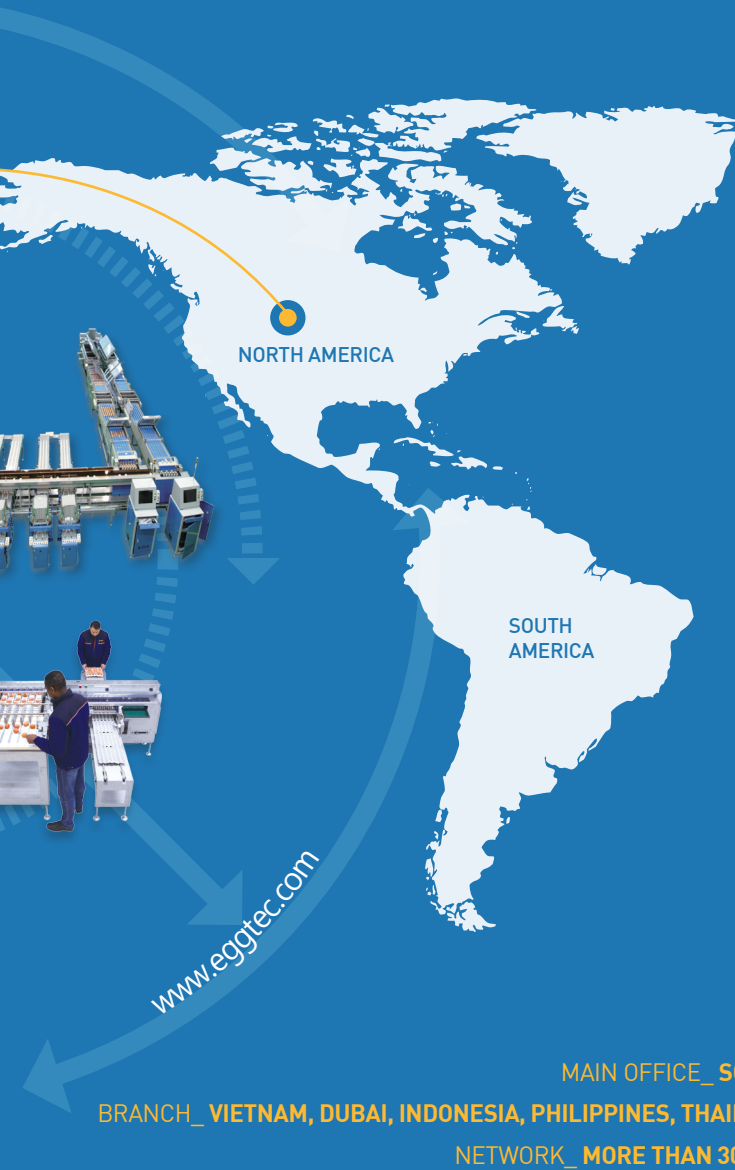 NORTH AMERICA
SOUTH
AMERICA
www.eggtec.com
MAIN OFFICE_
BRANCH_ VIETNAM, DUBAI, INDONESIA, PHILIPPINES,
NETWORK_ MORE THAN